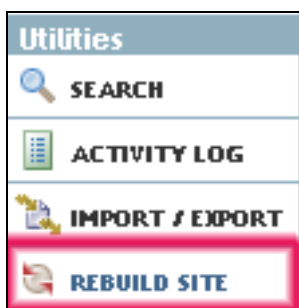 Utilities
SEARCH
ACTIVITY LOG
IMPORT / EXPORT
REBUILD SITE